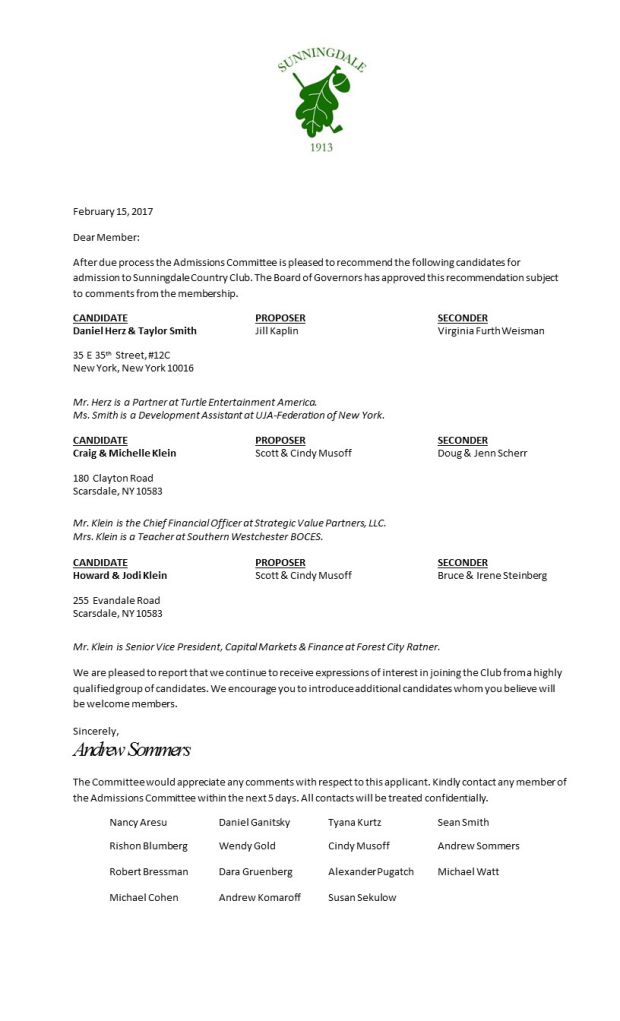 SUNNINGDALE
1913
February 15, 2017
Dear Member:
After due process the Admissions Committee is pleased to recommend the following candidates for
admission to Sunningdale Country Club. The Board of Governors has approved this recommendation subject
to comments from the membership.
CANDIDATE PROPOSER SECONDER
Daniel Herz & Taylor Smith Jill Kaplin Virginia Furth Weisman
35 E 35th Street, #12C
New York, New York 10016
Mr. Herz is a Partner at Turtle Entertainment America.
Ms. Smith is a Development Assistant at UJA-Federation of New York.
CANDIDATE PROPOSER SECONDER
Craig & Michelle Klein Scott & Cindy Musoff Doug & Jenn Scherr
180 Clayton Road
Scarsdale, NY 10583
Mr. Klein is the Chief Financial Officer at Strategic Value Partners, LLC.
Mrs. Klein is a Teacher at Southern Westchester BOCES.
CANDIDATE PROPOSER SECONDER
Howard & Jodi Klein Scott & Cindy Musoff Bruce & Irene Steinberg
255 Evandale Road
Scarsdale, NY 10583
Mr. Klein is Senior Vice President, Capital Markets & Finance at Forest City Ratner.
We are pleased to report that we continue to receive expressions of interest in joining the Club from a highly
qualified group of candidates. We encourage you to introduce additional candidates whom you believe will
be welcome members.
Sincerely,
Andrew Sommers
The Committee would appreciate any comments with respect to this applicant. Kindly contact any member of
the Admissions Committee within the next 5 days. All contacts will be treated confidentially.
Nancy Aresu Daniel Ganitsky Tyana Kurtz Sean Smith
Rishon Blumberg Wendy Gold Cindy Musoff Andrew Sommers
Robert Bressman Dara Gruenberg Alexander Pugatch Michael Watt
Michael Cohen Andrew Komaroff Susan Sekulow